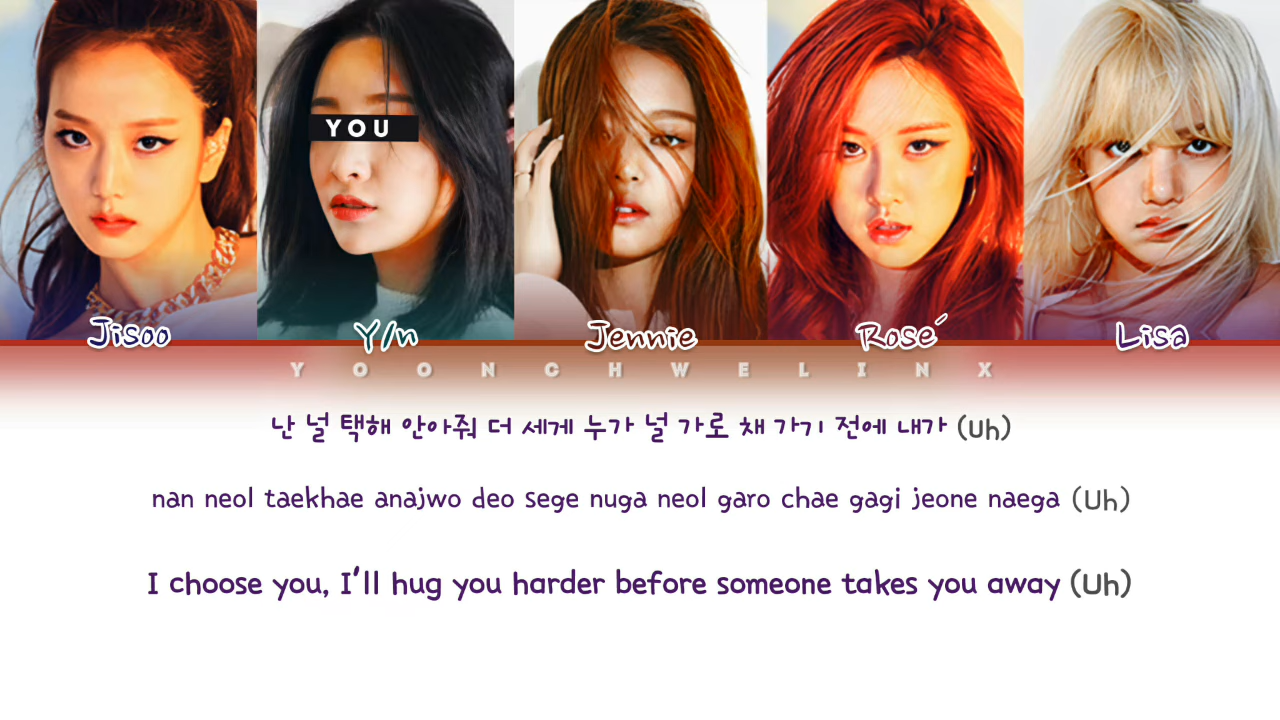 YOU
Jisoo Y/n Jennie Rosé Lisa
YOONCHWELINX
난 널 택해 안아줘 더 세게 누가 널 가로 채 가기 전에 내가 (Uh)
nan neol taekhae anajwo deo sege nuga neol garo chae gagi jeone naega (Uh)
I choose you, I'll hug you harder before someone takes you away (Uh)